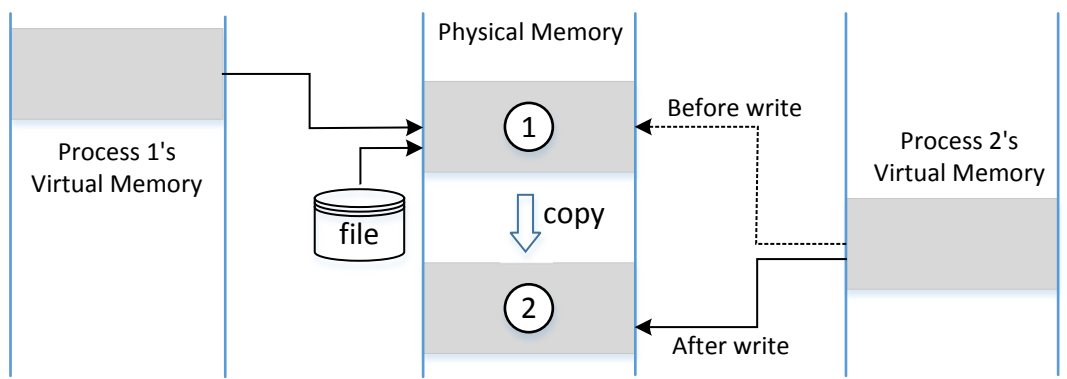 Physical Memory
1
Before write
Process 1's
Virtual Memory
Process 2's
Virtual Memory
file
copy
2
After write